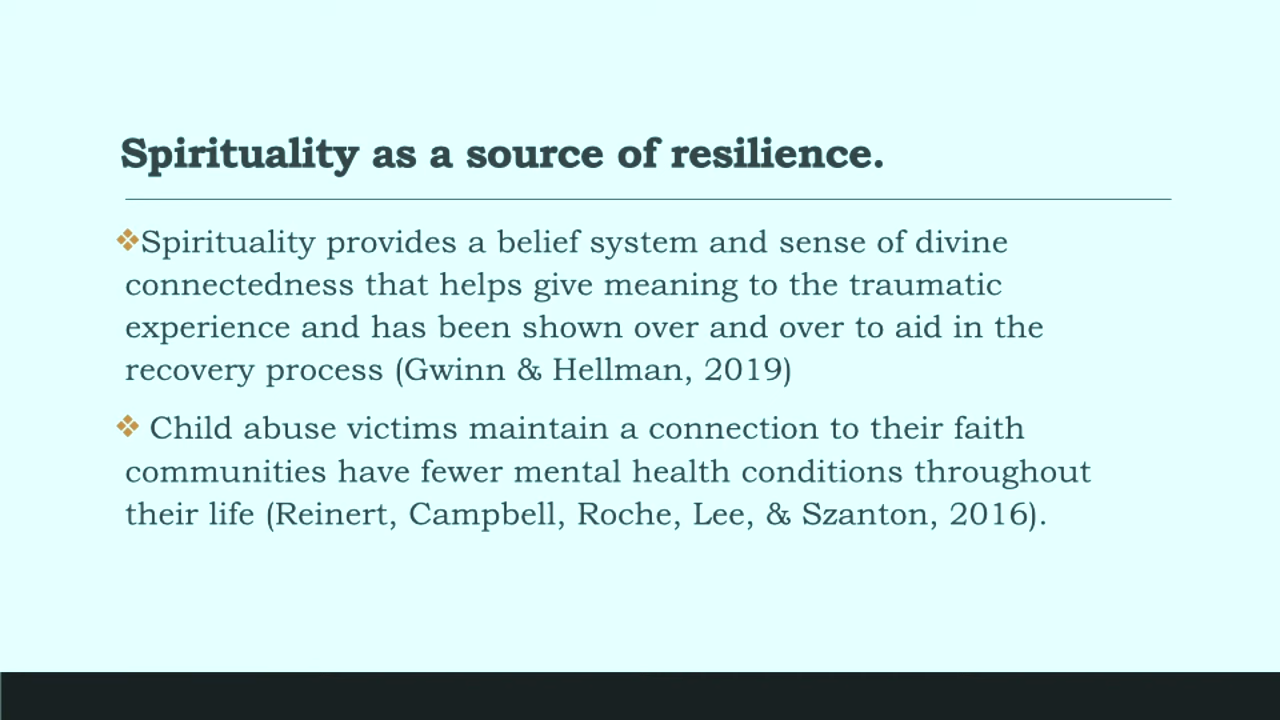 Spirituality as a source of resilience.
❖Spirituality provides a belief system and sense of divine
connectedness that helps give meaning to the traumatic
experience and has been shown over and over to aid in the
recovery process (Gwinn & Hellman, 2019)
❖ Child abuse victims maintain a connection to their faith
communities have fewer mental health conditions throughout
their life (Reinert, Campbell, Roche, Lee, & Szanton, 2016).